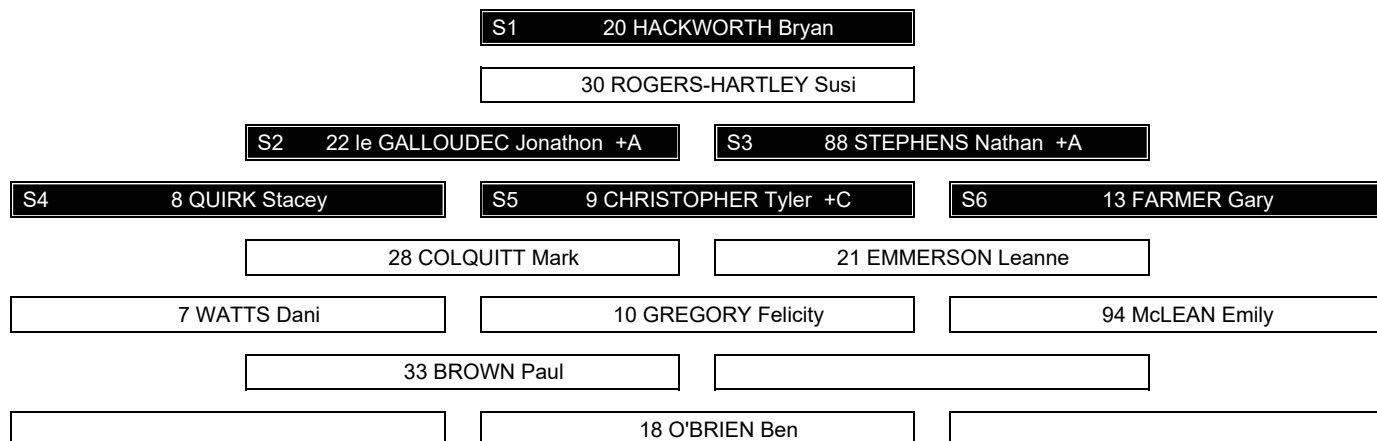 S1 20 HACKWORTH Bryan
30 ROGERS-HARTLEY Susi
S2 22 le GALLOUDEC Jonathon +A S3 88 STEPHENS Nathan +A
S4 8 QUIRK Stacey S5 9 CHRISTOPHER Tyler +C S6 13 FARMER Gary
28 COLQUITT Mark 21 EMMERSON Leanne
7 WATTS Dani 10 GREGORY Felicity 94 McLEAN Emily
33 BROWN Paul
18 O'BRIEN Ben